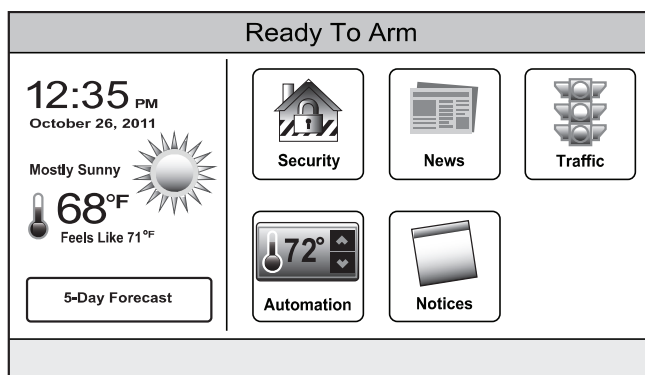 Ready To Arm
12:35 PM
October 26, 2011
Mostly Sunny
68°F
Feels Like 71°F
5-Day Forecast
Security
News
Traffic
72°
Automation
Notices